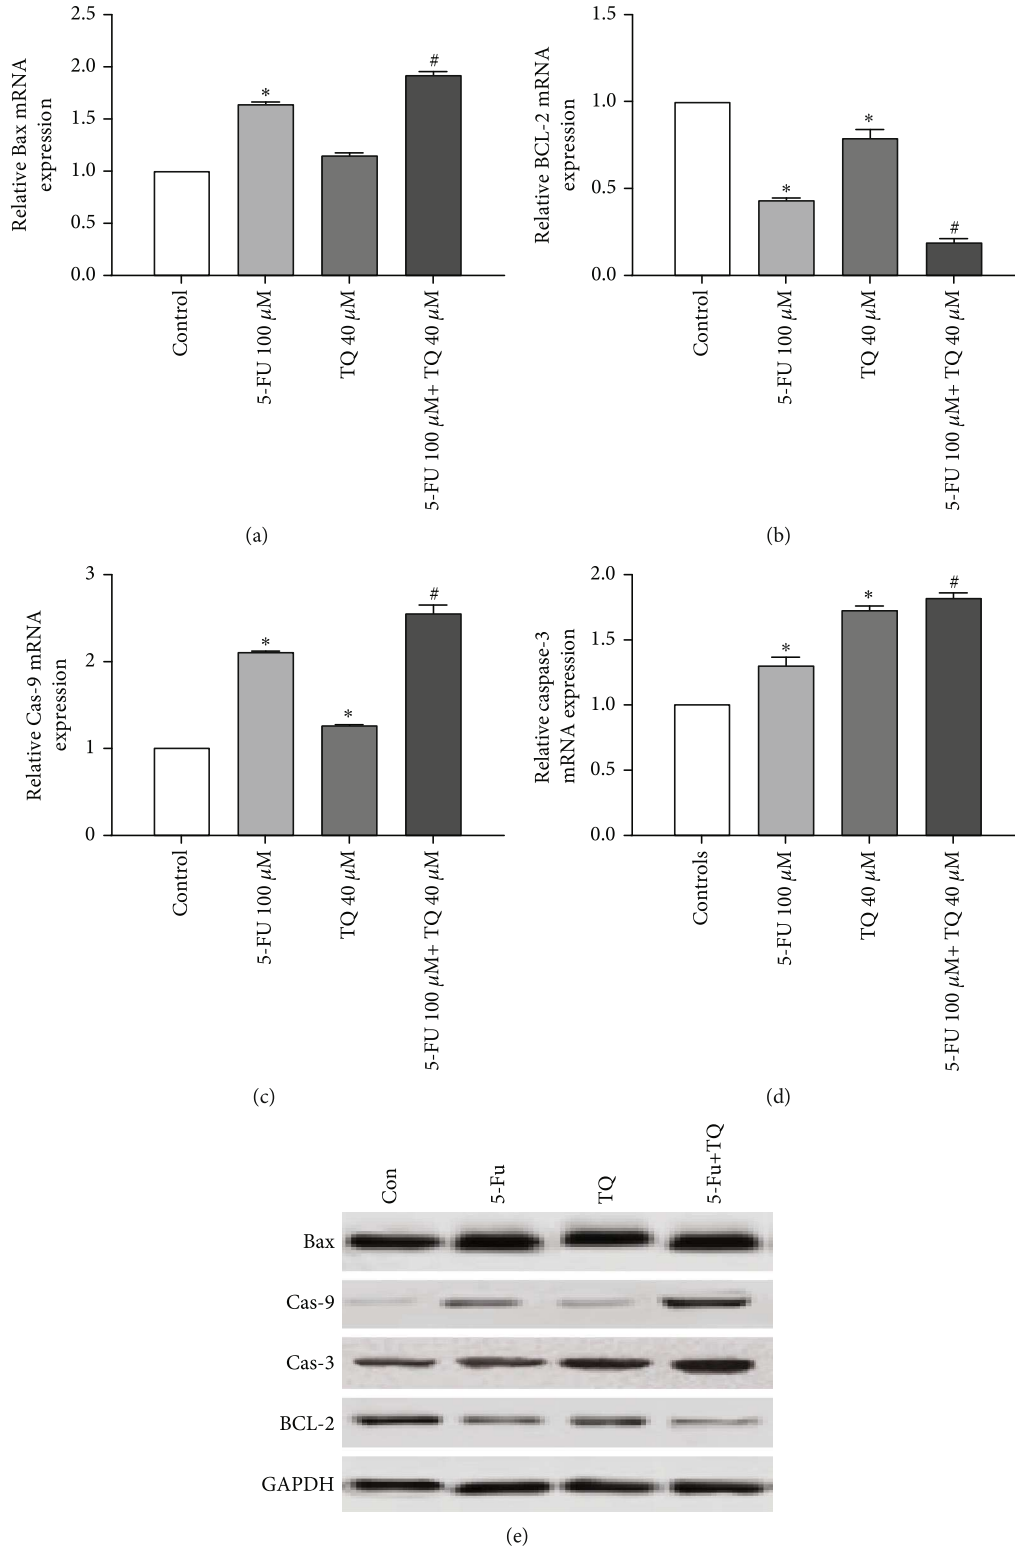 2.5
2.0
1.5
1.0
0.5
0.0
Relative Bax mRNA
expression
*
#
Control
5-FU 100 µM
TQ 40 µM
5-FU 100 µM+ TQ 40 µM
(a)
1.5
1.0
0.5
0.0
Relative BCL-2 mRNA
expression
*
*
#
Control
5-FU 100 µM
TQ 40 µM
5-FU 100 µM+ TQ 40 µM
(b)
3
2
1
0
Relative Cas-9 mRNA
expression
*
*
#
Control
5-FU 100 µM
TQ 40 µM
5-FU 100 µM+ TQ 40 µM
(c)
2.0
1.5
1.0
0.5
0.0
Relative caspase-3
mRNA expression
*
*
#
Controls
5-FU 100 µM
TQ 40 µM
5-FU 100 µM+ TQ 40 µM
(d)
Con
5-Fu
TQ
5-Fu+TQ
Bax
Cas-9
Cas-3
BCL-2
GAPDH
(e)